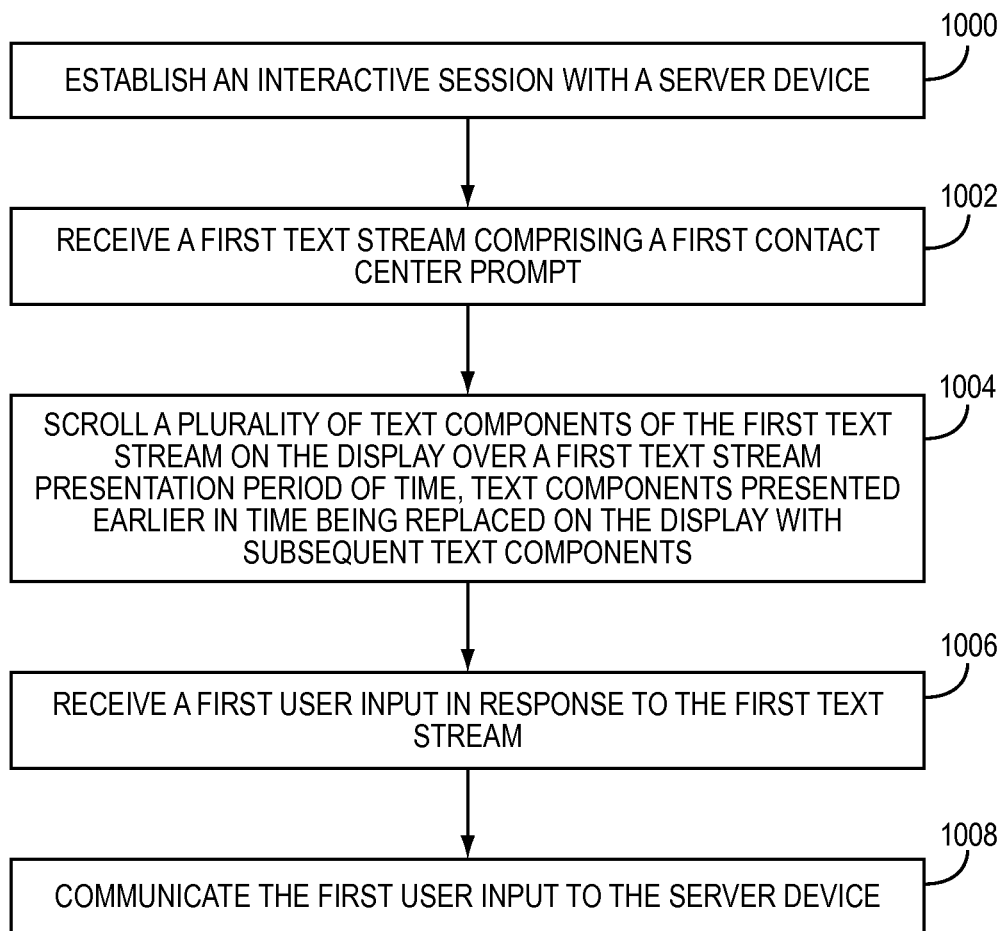 1000
ESTABLISH AN INTERACTIVE SESSION WITH A SERVER DEVICE
1002
RECEIVE A FIRST TEXT STREAM COMPRISING A FIRST CONTACT
CENTER PROMPT
1004
SCROLL A PLURALITY OF TEXT COMPONENTS OF THE FIRST TEXT
STREAM ON THE DISPLAY OVER A FIRST TEXT STREAM
PRESENTATION PERIOD OF TIME, TEXT COMPONENTS PRESENTED
EARLIER IN TIME BEING REPLACED ON THE DISPLAY WITH
SUBSEQUENT TEXT COMPONENTS
1006
RECEIVE A FIRST USER INPUT IN RESPONSE TO THE FIRST TEXT
STREAM
1008
COMMUNICATE THE FIRST USER INPUT TO THE SERVER DEVICE